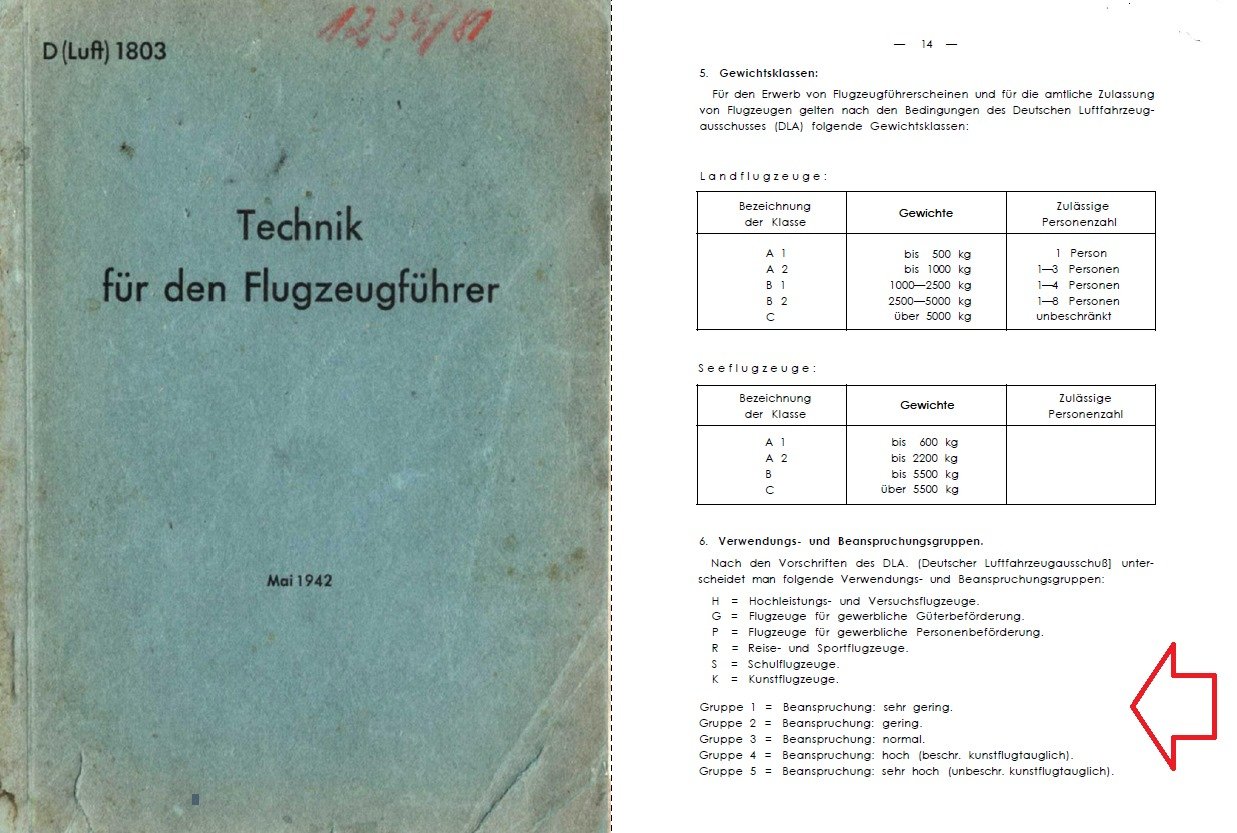 1239/81
D (Luft) 1803
Technik
für den Flugzeugführer
Mai 1942
— 14 —
5. Gewichtsklassen:
Für den Erwerb von Flugzeugführerscheinen und für die amtliche Zulassung
von Flugzeugen gelten nach den Bedingungen des Deutschen Luftfahrzeug-
ausschusses (DLA) folgende Gewichtsklassen:
Landflugzeuge:
Bezeichnung der Klasse Gewichte Zulässige Personenzahl
A 1 bis 500 kg 1 Person
A 2 bis 1000 kg 1—3 Personen
B 1 1000—2500 kg 1—4 Personen
B 2 2500—5000 kg 1—8 Personen
C über 5000 kg unbeschränkt
Seeflugzeuge:
Bezeichnung der Klasse Gewichte Zulässige Personenzahl
A 1 bis 600 kg
A 2 bis 2200 kg
B bis 5500 kg
C über 5500 kg
6. Verwendungs- und Beanspruchungsgruppen.
Nach den Vorschriften des DLA. (Deutscher Luftfahrzeugausschuß] unter-
scheidet man folgende Verwendungs- und Beanspruchungsgruppen:
H = Hochleistungs- und Versuchsflugzeuge.
G = Flugzeuge für gewerbliche Güterbeförderung.
P = Flugzeuge für gewerbliche Personenbeförderung.
R = Reise- und Sportflugzeuge.
S = Schulflugzeuge.
K = Kunstflugzeuge.
Gruppe 1 = Beanspruchung: sehr gering.
Gruppe 2 = Beanspruchung: gering.
Gruppe 3 = Beanspruchung: normal.
Gruppe 4 = Beanspruchung: hoch (beschr. kunstflugtauglich).
Gruppe 5 = Beanspruchung: sehr hoch (unbeschr. kunstflugtauglich).